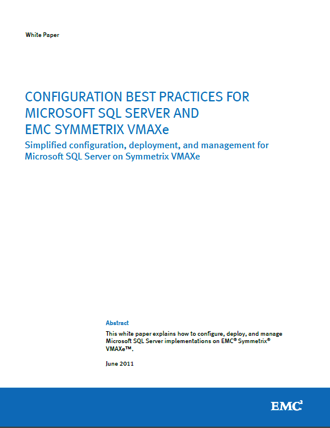 White Paper
CONFIGURATION BEST PRACTICES FOR
MICROSOFT SQL SERVER AND
EMC SYMMETRIX VMAXe
Simplified configuration, deployment, and management for
Microsoft SQL Server on Symmetrix VMAXe
Abstract
This white paper explains how to configure, deploy, and manage
Microsoft SQL Server implementations on EMC® Symmetrix®
VMAXe™.
June 2011
EMC²